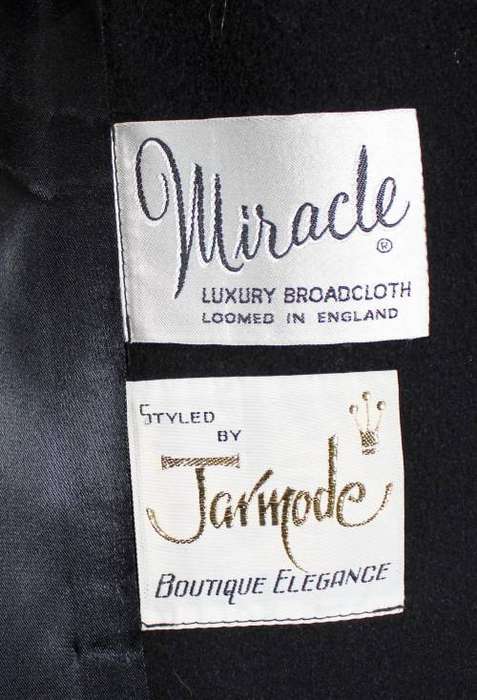 Miracle
®
LUXURY BROADCLOTH
LOOMED IN ENGLAND
STYLED
BY
Jarmode
BOUTIQUE ELEGANCE